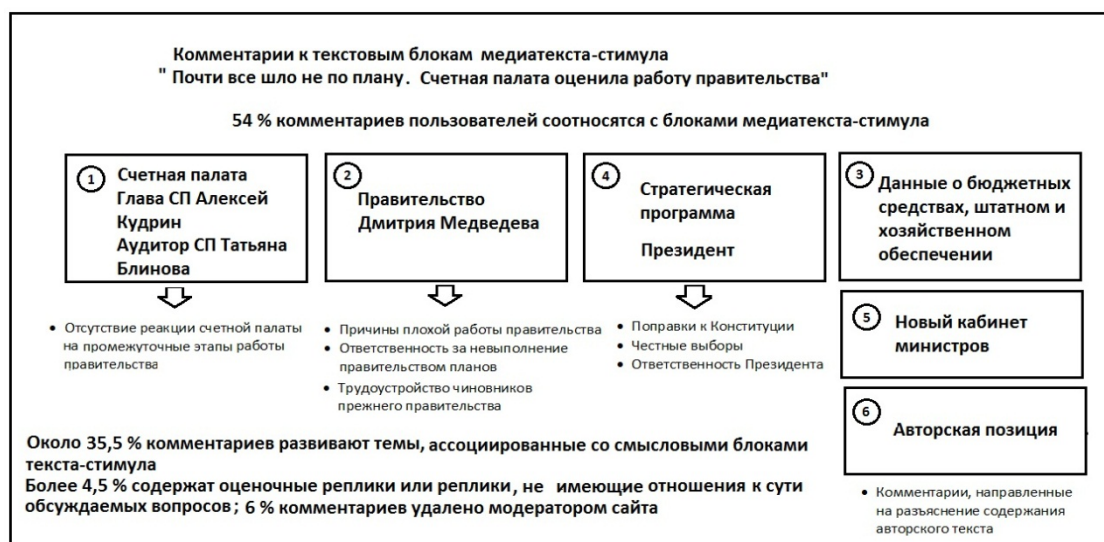 Комментарии к текстовым блокам медиатекста-стимула
" Почти все шло не по плану. Счетная палата оценила работу правительства"
54 % комментариев пользователей соотносятся с блоками медиатекста-стимула
1
Счетная палата
Глава СП Алексей
Кудрин
Аудитор СП Татьяна
Блинова
• Отсутствие реакции счетной палаты
на промежуточные этапы работы
правительства
2
Правительство
Дмитрия Медведева
• Причины плохой работы правительства
• Ответственность за невыполнение
правительством планов
• Трудоустройство чиновников
прежнего правительства
4
Стратегическая
программа
Президент
• Поправки к Конституции
• Честные выборы
• Ответственность Президента
3
Данные о бюджетных
средствах, штатном и
хозяйственном
обеспечении
5
Новый кабинет
министров
6
Авторская позиция
• Комментарии, направленные
на разъяснение содержания
авторского текста
Около 35,5 % комментариев развивают темы, ассоциированные со смысловыми блоками
текста-стимула
Более 4,5 % содержат оценочные реплики или реплики, не имеющие отношения к сути
обсуждаемых вопросов; 6 % комментариев удалено модератором сайта